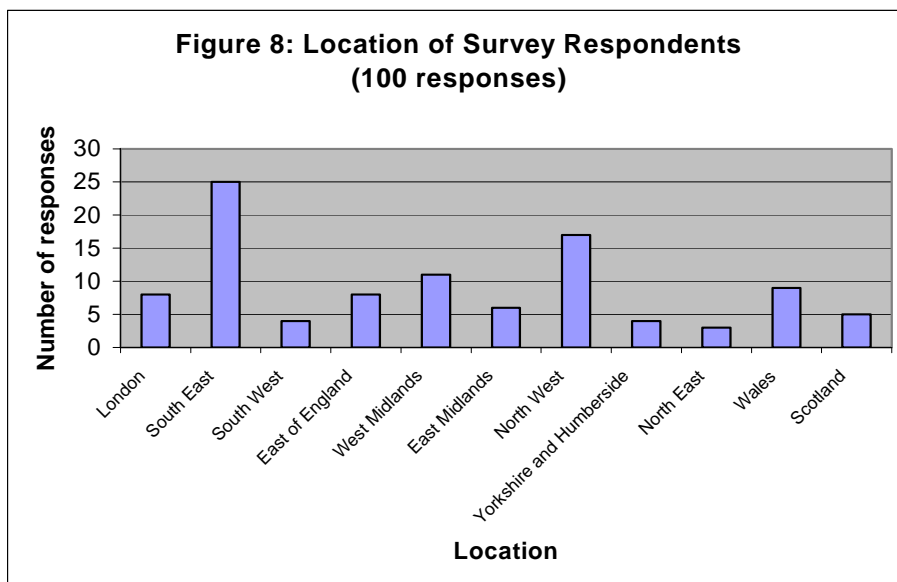 Figure 8: Location of Survey Respondents
(100 responses)
Number of responses
30
25
20
15
10
5
0
London
South East
South West
East of England
West Midlands
East Midlands
North West
Yorkshire and Humberside
North East
Wales
Scotland
Location